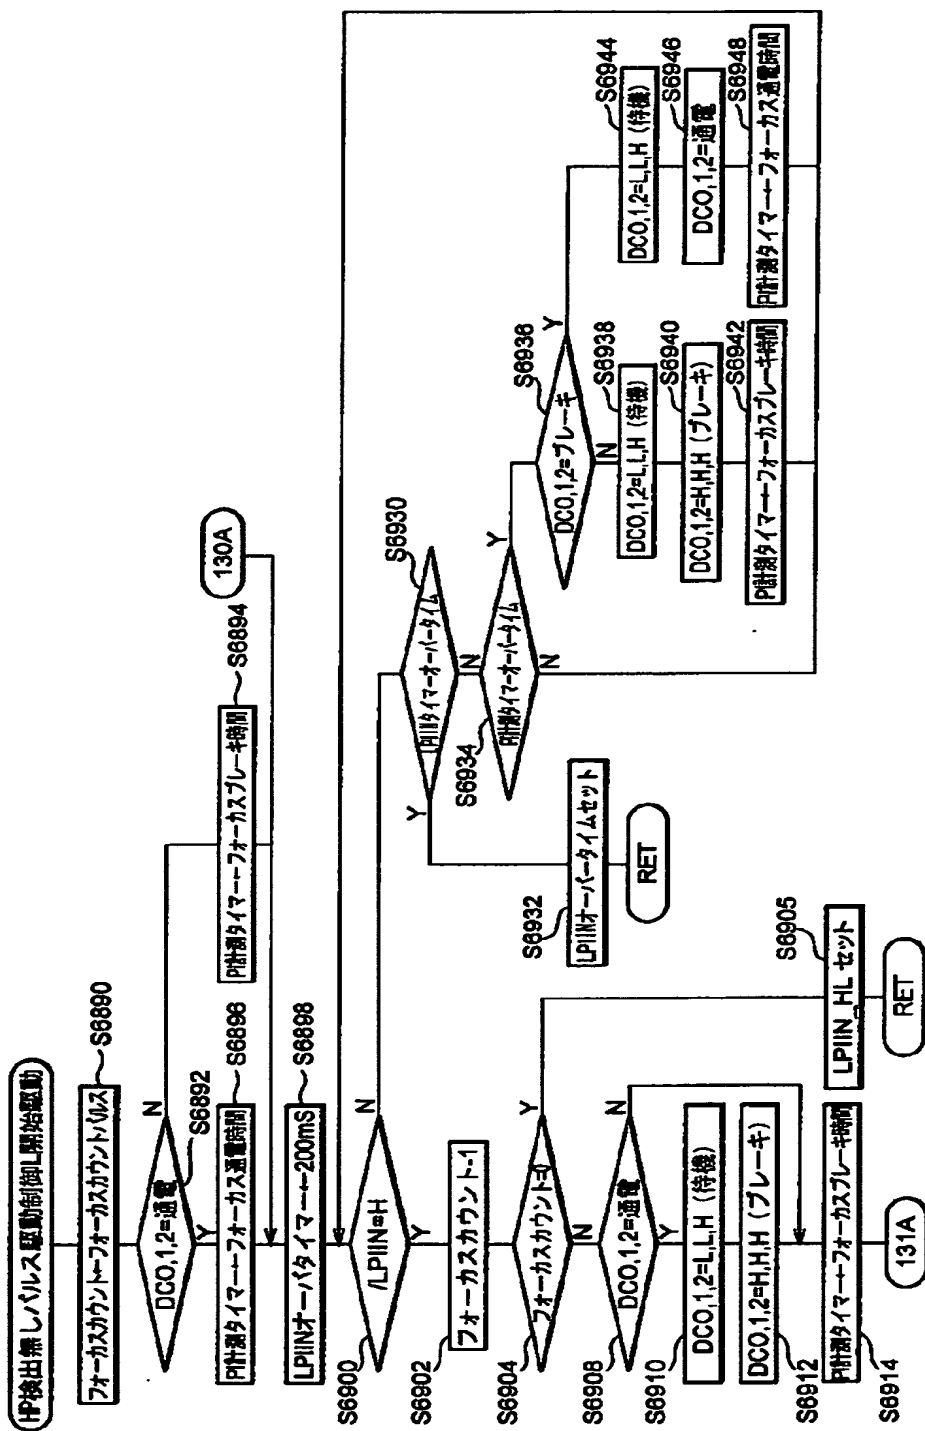 HP検出無しパルス駆動制御L開始駆動
フォーカスカウント←フォーカスカウントパルス
S6890
DC0,1,2=通電
S6892
N
Y
PI計測タイマー←フォーカスブレーキ時間
S6894
130A
PI計測タイマー←フォーカス通電時間
S6896
LPIINオーバタイマー←200mS
S6898
/LPIIN=H
S6900
N
Y
フォーカスカウント-1
S6902
フォーカスカウント=0
S6904
Y
N
LPIIN_HLセット
S6905
RET
DC0,1,2=通電
S6908
N
Y
DC0,1,2=L,L,H (待機)
S6910
DC0,1,2=H,H,H (ブレーキ)
S6912
PI計測タイマー←フォーカスブレーキ時間
S6914
131A
LPIINタイマーオーバータイム
S6930
Y
N
LPIINオーバータイムセット
S6932
RET
PI計測タイマーオーバータイム
S6934
Y
N
DC0,1,2=ブレーキ
S6936
Y
N
DC0,1,2=L,L,H (待機)
S6938
DC0,1,2=H,H,H (ブレーキ)
S6940
PI計測タイマー←フォーカスブレーキ時間
S6942
DC0,1,2=L,L,H (待機)
S6944
DC0,1,2=通電
S6946
PI計測タイマー←フォーカス通電時間
S6948